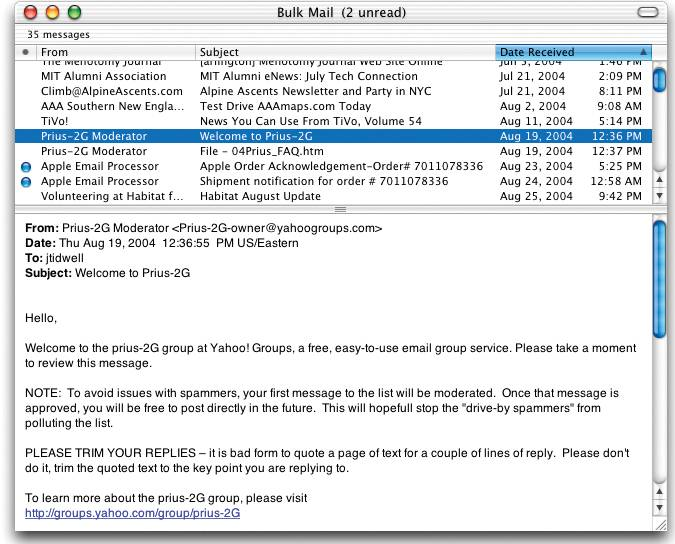 Bulk Mail (2 unread)
35 messages
From Subject Date Received
The Menotomy Journal [arlington] Menotomy Journal Web Site Online 1:46 PM
MIT Alumni Association MIT Alumni eNews: July Tech Connection Jul 21, 2004 2:09 PM
Climb@AlpineAscents.com Alpine Ascents Newsletter and Party in NYC Jul 21, 2004 8:11 PM
AAA Southern New Engla... Test Drive AAAmaps.com Today Aug 2, 2004 9:08 AM
TiVo! News You Can Use From TiVo, Volume 54 Aug 11, 2004 5:14 PM
Prius-2G Moderator Welcome to Prius-2G Aug 19, 2004 12:36 PM
Prius-2G Moderator File - 04Prius_FAQ.htm Aug 19, 2004 12:37 PM
Apple Email Processor Apple Order Acknowledgement-Order# 7011078336 Aug 23, 2004 5:25 PM
Apple Email Processor Shipment notification for order # 7011078336 Aug 24, 2004 12:58 AM
Volunteering at Habitat f... Habitat August Update Aug 25, 2004 9:42 PM
From: Prius-2G Moderator <Prius-2G-owner@yahoogroups.com>
Date: Thu Aug 19, 2004 12:36:55 PM US/Eastern
To: jtidwell
Subject: Welcome to Prius-2G
Hello,
Welcome to the prius-2G group at Yahoo! Groups, a free, easy-to-use email group service. Please take a moment
to review this message.
NOTE: To avoid issues with spammers, your first message to the list will be moderated. Once that message is
approved, you will be free to post directly in the future. This will hopefull stop the "drive-by spammers" from
polluting the list.
PLEASE TRIM YOUR REPLIES – it is bad form to quote a page of text for a couple of lines of reply. Please don't
do it, trim the quoted text to the key point you are replying to.
To learn more about the prius-2G group, please visit
http://groups.yahoo.com/group/prius-2G